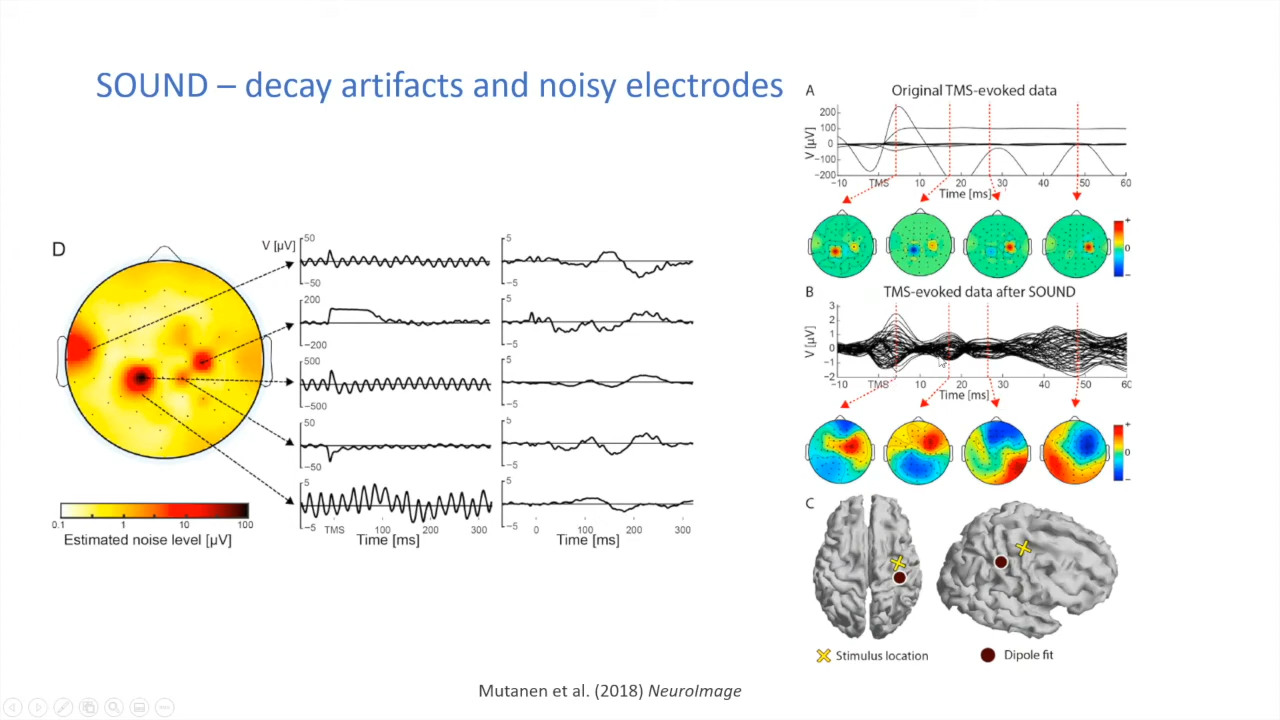 SOUND – decay artifacts and noisy electrodes
D
V [µV]
50
-50
200
-200
500
-500
50
-50
5
-5
TMS 100 200 300
Time [ms]
5
-5
5
-5
5
-5
5
-5
5
-5
0 100 200 300
Time [ms]
0.1 1 10 100
Estimated noise level [µV]
A
Original TMS-evoked data
V [µV]
200
100
0
-100
-200
-10 TMS 10 20 30 40 50 60
Time [ms]
+
0
-
B
TMS-evoked data after SOUND
V [µV]
3
2
1
0
-1
-2
-10 TMS 10 20 30 40 50 60
Time [ms]
+
0
-
C
Stimulus location
Dipole fit
Mutanen et al. (2018) NeuroImage